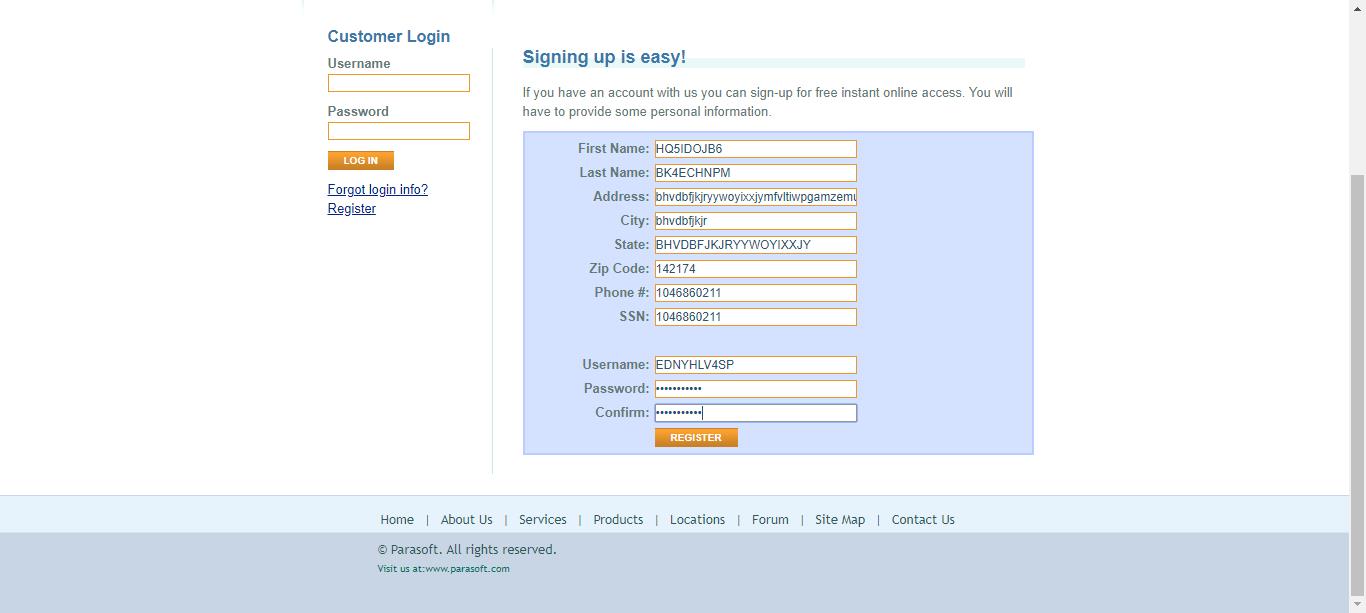 Customer Login
Username
Password
LOG IN
Forgot login info?
Register
Signing up is easy!
If you have an account with us you can sign-up for free instant online access. You will
have to provide some personal information.
First Name: HQ5IDOJB6
Last Name: BK4ECHNPM
Address: bhvdbfjkjryywoyixxjymfvltiwpgamzemu
City: bhvdbfjkjr
State: BHVDBFJKJRYYWOYIXXJY
Zip Code: 142174
Phone #: 1046860211
SSN: 1046860211
Username: EDNYHLV4SP
Password: •••••••••••
Confirm: •••••••••••
REGISTER
Home | About Us | Services | Products | Locations | Forum | Site Map | Contact Us
© Parasoft. All rights reserved.
Visit us at:www.parasoft.com